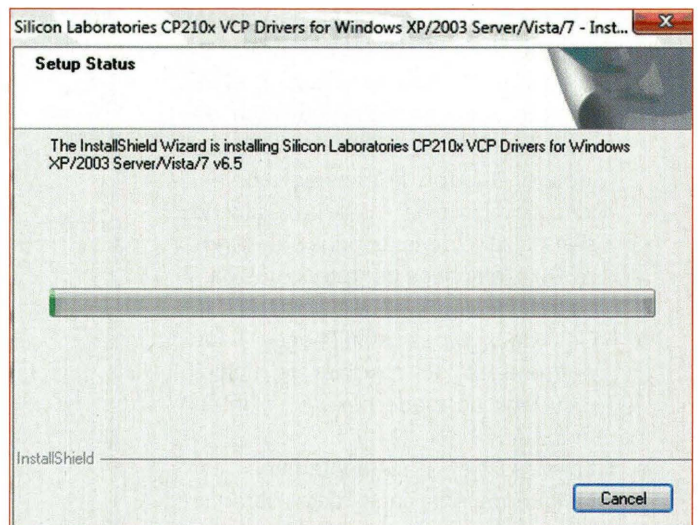 Silicon Laboratories CP210x VCP Drivers for Windows XP/2003 Server/Vista/7 - Inst...
Setup Status
The InstallShield Wizard is installing Silicon Laboratories CP210x VCP Drivers for Windows
XP/2003 Server/Vista/7 v6.5
InstallShield
Cancel